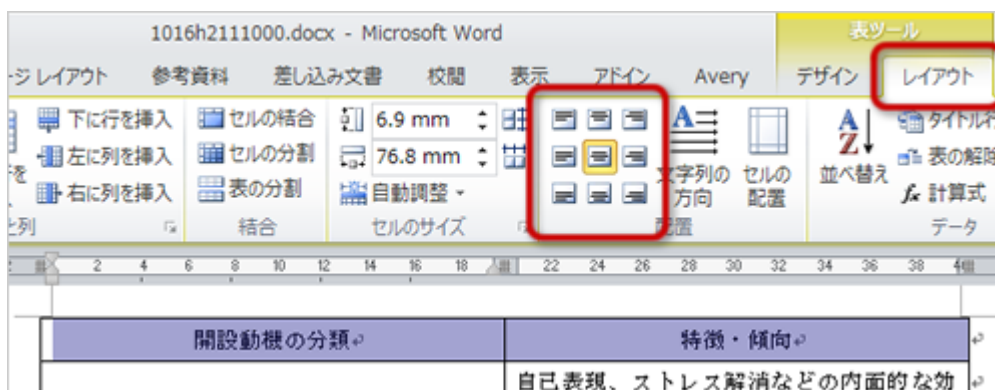 1016h2111000.docx - Microsoft Word
表ツール
ージ レイアウト 参考資料 差し込み文書 校閲 表示 アドイン Avery デザイン レイアウト
下に行を挿入 セルの結合 6.9 mm タイトル行
左に列を挿入 セルの分割 76.8 mm 文字列の方向 セルの配置 並べ替え 表の解除
右に列を挿入 表の分割 自動調整 fx 計算式
と列 結合 セルのサイズ 配置 データ
2 4 6 8 10 12 14 16 18 22 24 26 28 30 32 34 36 38 40
開設動機の分類 特徴・傾向
自己表現、ストレス解消などの内面的な効